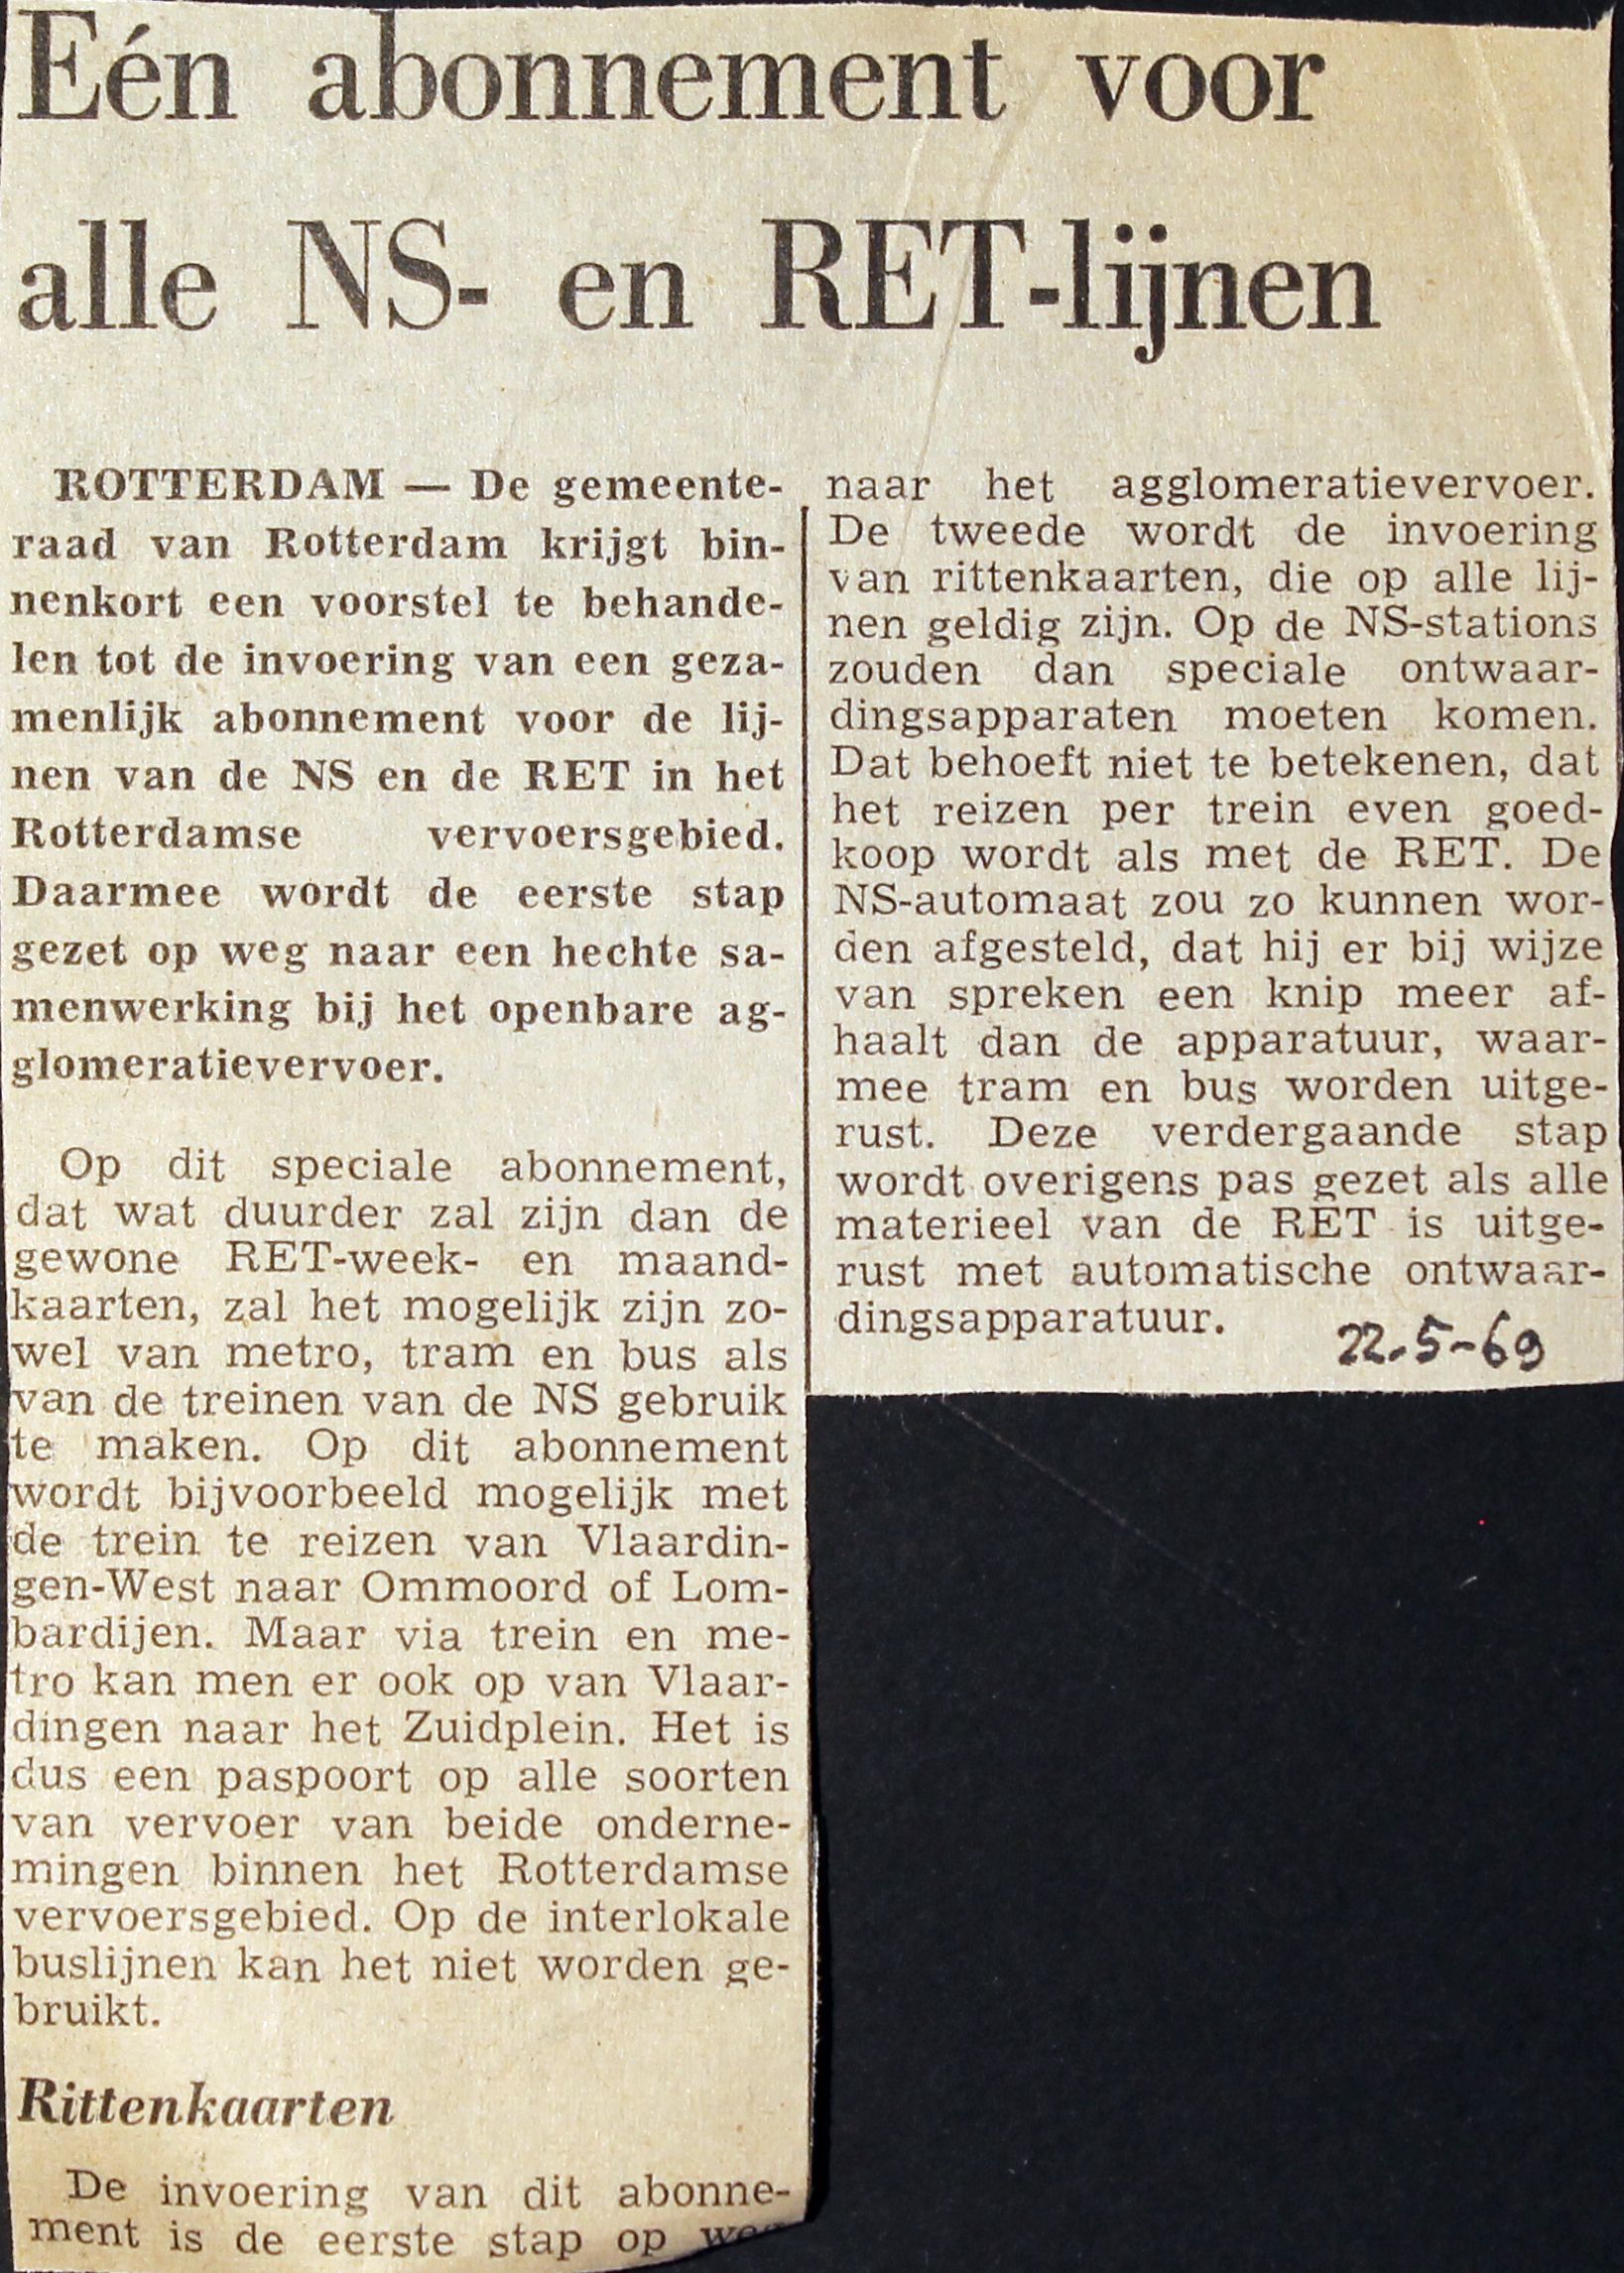 Eén abonnement voor
alle NS- en RET-lijnen
ROTTERDAM — De gemeente-
raad van Rotterdam krijgt bin-
nenkort een voorstel te behande-
len tot de invoering van een geza-
menlijk abonnement voor de lij-
nen van de NS en de RET in het
Rotterdamse vervoersgebied.
Daarmee wordt de eerste stap
gezet op weg naar een hechte sa-
menwerking bij het openbare ag-
glomeratievervoer.
Op dit speciale abonnement,
dat wat duurder zal zijn dan de
gewone RET-week- en maand-
kaarten, zal het mogelijk zijn zo-
wel van metro, tram en bus als
van de treinen van de NS gebruik
te maken. Op dit abonnement
wordt bijvoorbeeld mogelijk met
de trein te reizen van Vlaardin-
gen-West naar Ommoord of Lom-
bardijen. Maar via trein en me-
tro kan men er ook op van Vlaar-
dingen naar het Zuidplein. Het is
dus een paspoort op alle soorten
van vervoer van beide onderne-
mingen binnen het Rotterdamse
vervoersgebied. Op de interlokale
buslijnen kan het niet worden ge-
bruikt.
Rittenkaarten
De invoering van dit abonne-
ment is de eerste stap op weg
naar het agglomeratievervoer.
De tweede wordt de invoering
van rittenkaarten, die op alle lij-
nen geldig zijn. Op de NS-stations
zouden dan speciale ontwaar-
dingsapparaten moeten komen.
Dat behoeft niet te betekenen, dat
het reizen per trein even goed-
koop wordt als met de RET. De
NS-automaat zou zo kunnen wor-
den afgesteld, dat hij er bij wijze
van spreken een knip meer af-
haalt dan de apparatuur, waar-
mee tram en bus worden uitge-
rust. Deze verdergaande stap
wordt overigens pas gezet als alle
materieel van de RET is uitge-
rust met automatische ontwaar-
dingsapparatuur.
22-5-69